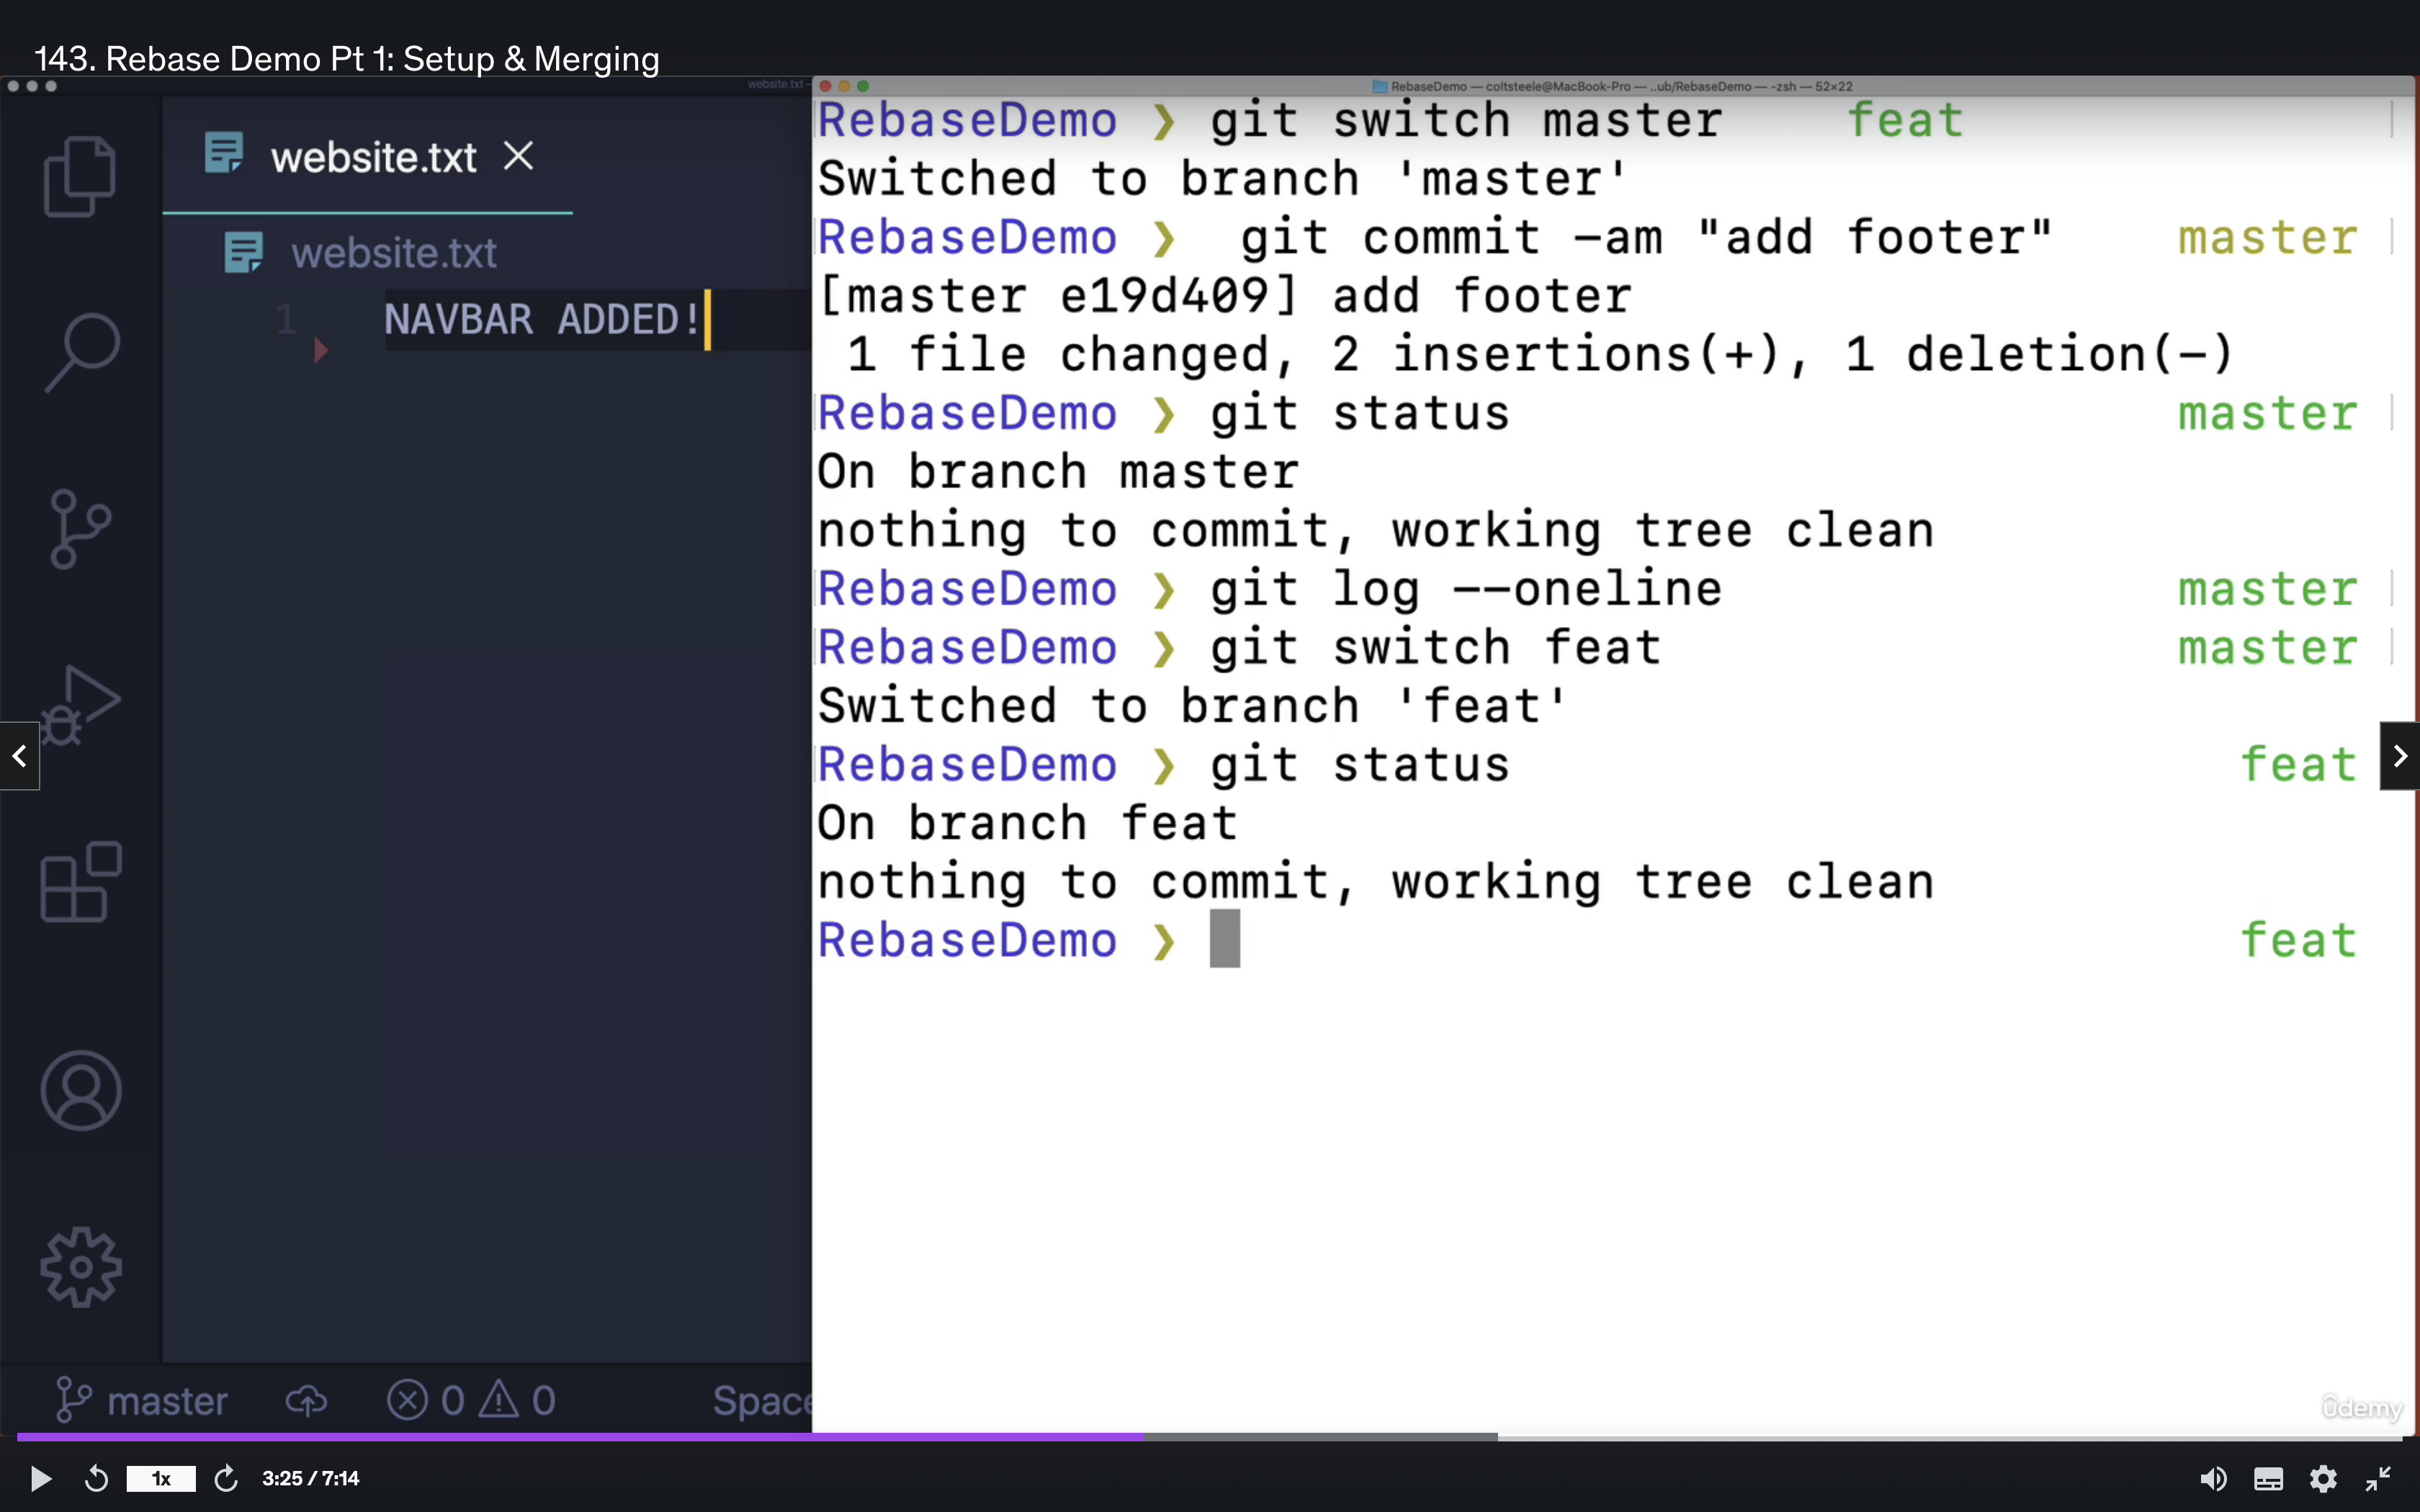 143. Rebase Demo Pt 1: Setup & Merging
website.txt
RebaseDemo — coltsteele@MacBook-Pro — ..ub/RebaseDemo — -zsh — 52×22
website.txt
website.txt
1 NAVBAR ADDED!
RebaseDemo ❯ git switch master feat
Switched to branch 'master'
RebaseDemo ❯ git commit -am "add footer" master
[master e19d409] add footer
1 file changed, 2 insertions(+), 1 deletion(-)
RebaseDemo ❯ git status master
On branch master
nothing to commit, working tree clean
RebaseDemo ❯ git log --oneline master
RebaseDemo ❯ git switch feat master
Switched to branch 'feat'
RebaseDemo ❯ git status feat
On branch feat
nothing to commit, working tree clean
RebaseDemo ❯ feat
master 0 0 Space
udemy
1x 3:25 / 7:14